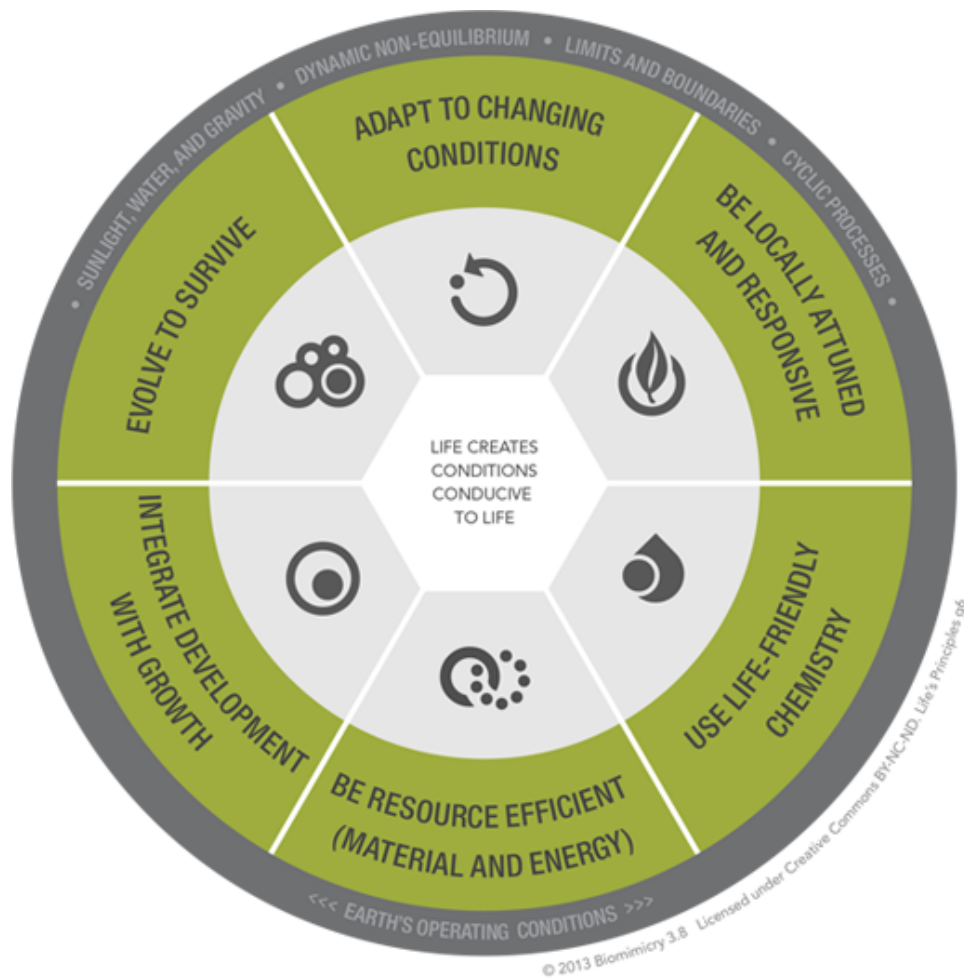 • SUNLIGHT, WATER, AND GRAVITY • DYNAMIC NON-EQUILIBRIUM • LIMITS AND BOUNDARIES • CYCLIC PROCESSES •
ADAPT TO CHANGING
CONDITIONS
BE LOCALLY ATTUNED
AND RESPONSIVE
USE LIFE-FRIENDLY
CHEMISTRY
BE RESOURCE EFFICIENT
(MATERIAL AND ENERGY)
INTEGRATE DEVELOPMENT
WITH GROWTH
EVOLVE TO SURVIVE
LIFE CREATES
CONDITIONS
CONDUCIVE
TO LIFE
<<< EARTH'S OPERATING CONDITIONS >>>
© 2013 Biomimicry 3.8 Licensed under Creative Commons BY-NC-ND. Life's Principles